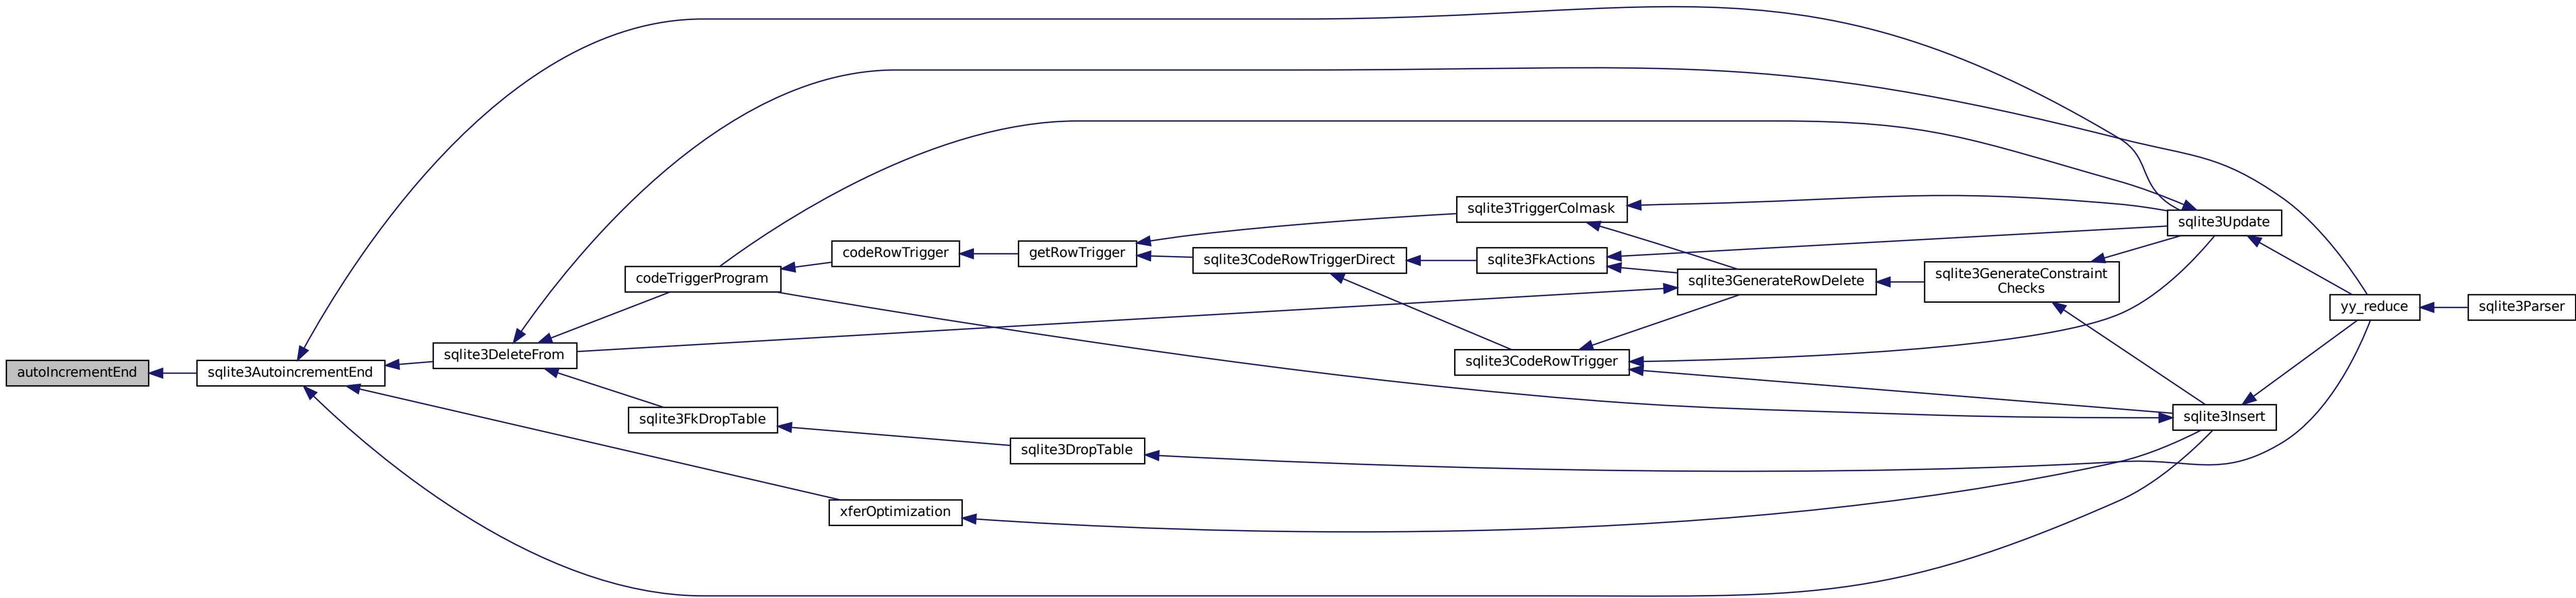 autoIncrementEnd
sqlite3AutoincrementEnd
sqlite3DeleteFrom
codeTriggerProgram
sqlite3FkDropTable
codeRowTrigger
xferOptimization
getRowTrigger
sqlite3DropTable
sqlite3CodeRowTriggerDirect
sqlite3TriggerColmask
sqlite3FkActions
sqlite3CodeRowTrigger
sqlite3GenerateRowDelete
sqlite3GenerateConstraint
Checks
sqlite3Update
sqlite3Insert
yy_reduce
sqlite3Parser